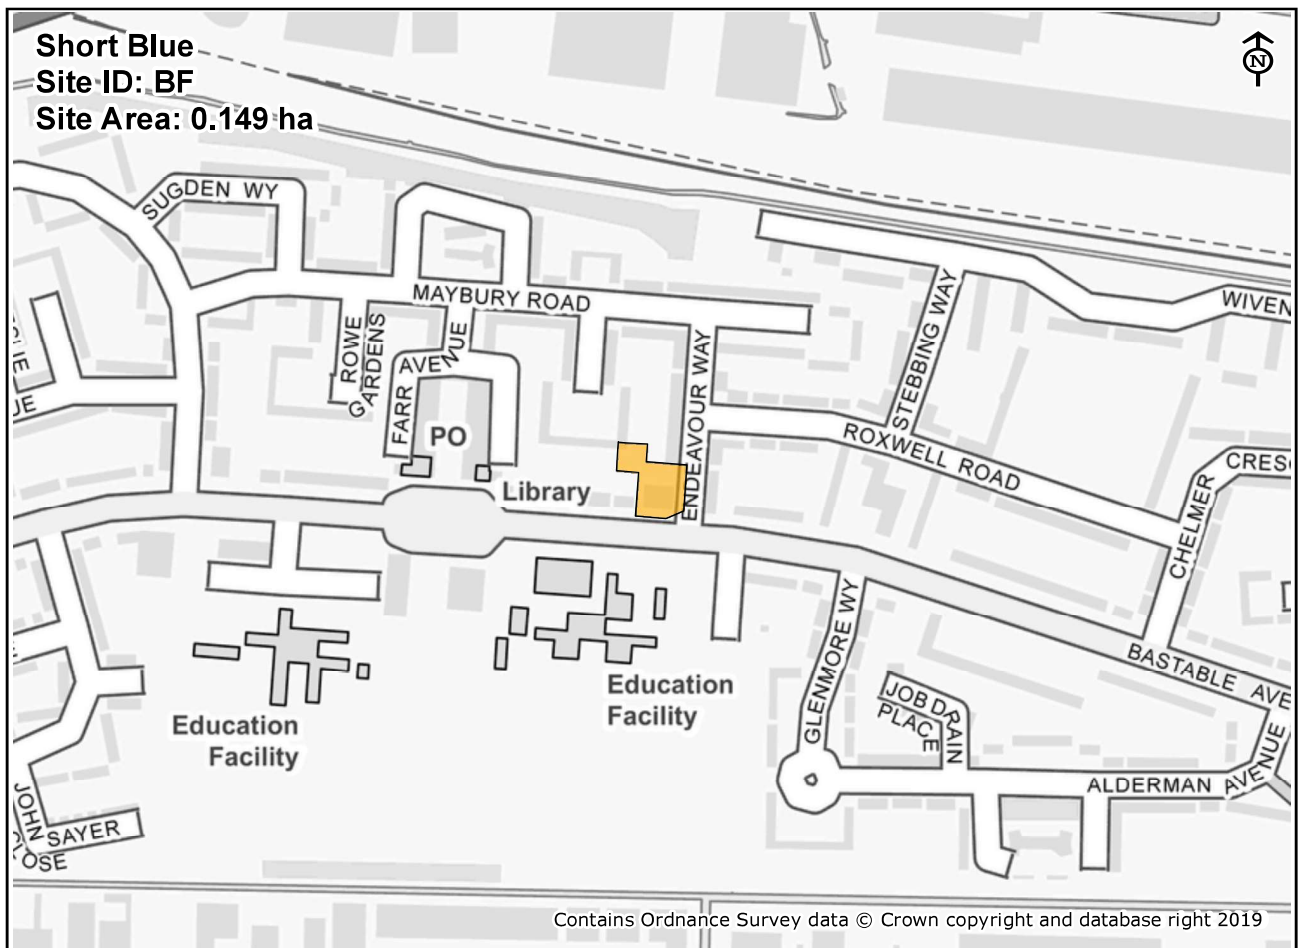 Short Blue
Site ID: BF
Site Area: 0.149 ha
N
SUGDEN WY
MAYBURY ROAD
ROWE
GARDENS
FARR AVENUE
PO
Library
ENDEAVOUR WAY
STEBBING WAY
WIVEN
ROXWELL ROAD
CRESC
CHELMER
UE
BASTABLE AVE
GLENMORE WY
JOB DRAIN
PLACE
Education
Facility
Education
Facility
ALDERMAN AVENUE
JOHN SAYER
CLOSE
Contains Ordnance Survey data © Crown copyright and database right 2019